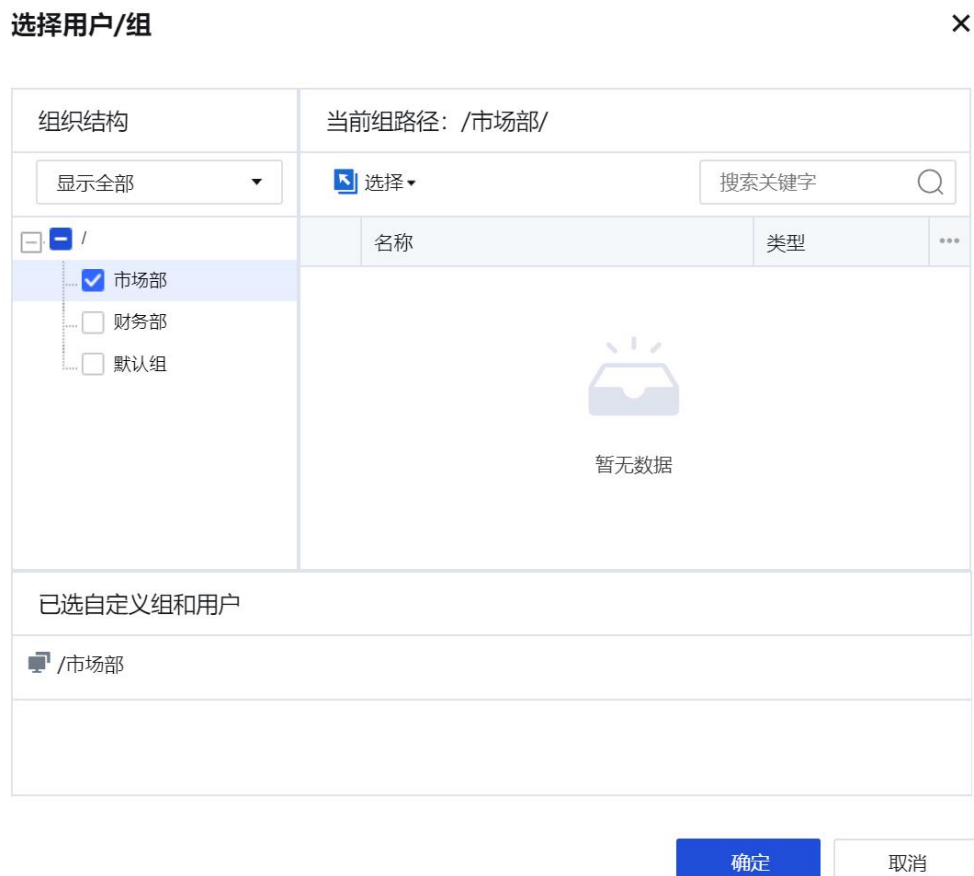 选择用户/组
组织结构
当前组路径：/市场部/
显示全部
选择
搜索关键字
名称
类型
/
市场部
财务部
默认组
暂无数据
已选自定义组和用户
/市场部
确定
取消